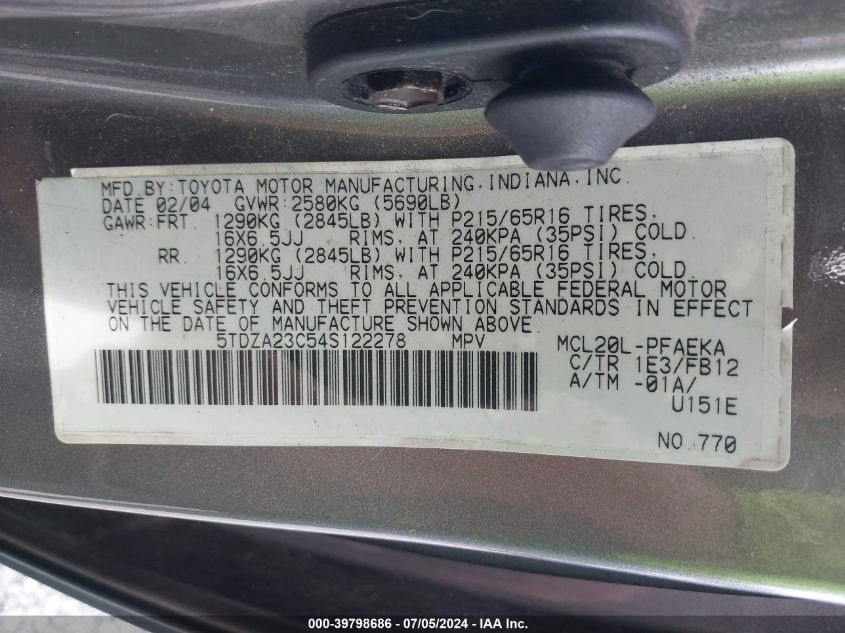 MFD.BY:TOYOTA MOTOR MANUFACTURING,INDIANA,INC.
DATE 02/04 GVWR:2580KG (5690LB)
GAWR:FRT 1290KG (2845LB) WITH P215/65R16 TIRES,
16X6.5JJ RIMS, AT 240KPA (35PSI) COLD
RR 1290KG (2845LB) WITH P215/65R16 TIRES,
16X6.5JJ RIMS, AT 240KPA (35PSI) COLD.
THIS VEHICLE CONFORMS TO ALL APPLICABLE FEDERAL MOTOR
VEHICLE SAFETY AND THEFT PREVENTION STANDARDS IN EFFECT
ON THE DATE OF MANUFACTURE SHOWN ABOVE.
5TDZA23C54S122278 MPV MCL20L-PFAEKA
C/TR 1E3/FB12
A/TM -01A/
U151E
NO.770
000-39798686 - 07/05/2024 - IAA Inc.